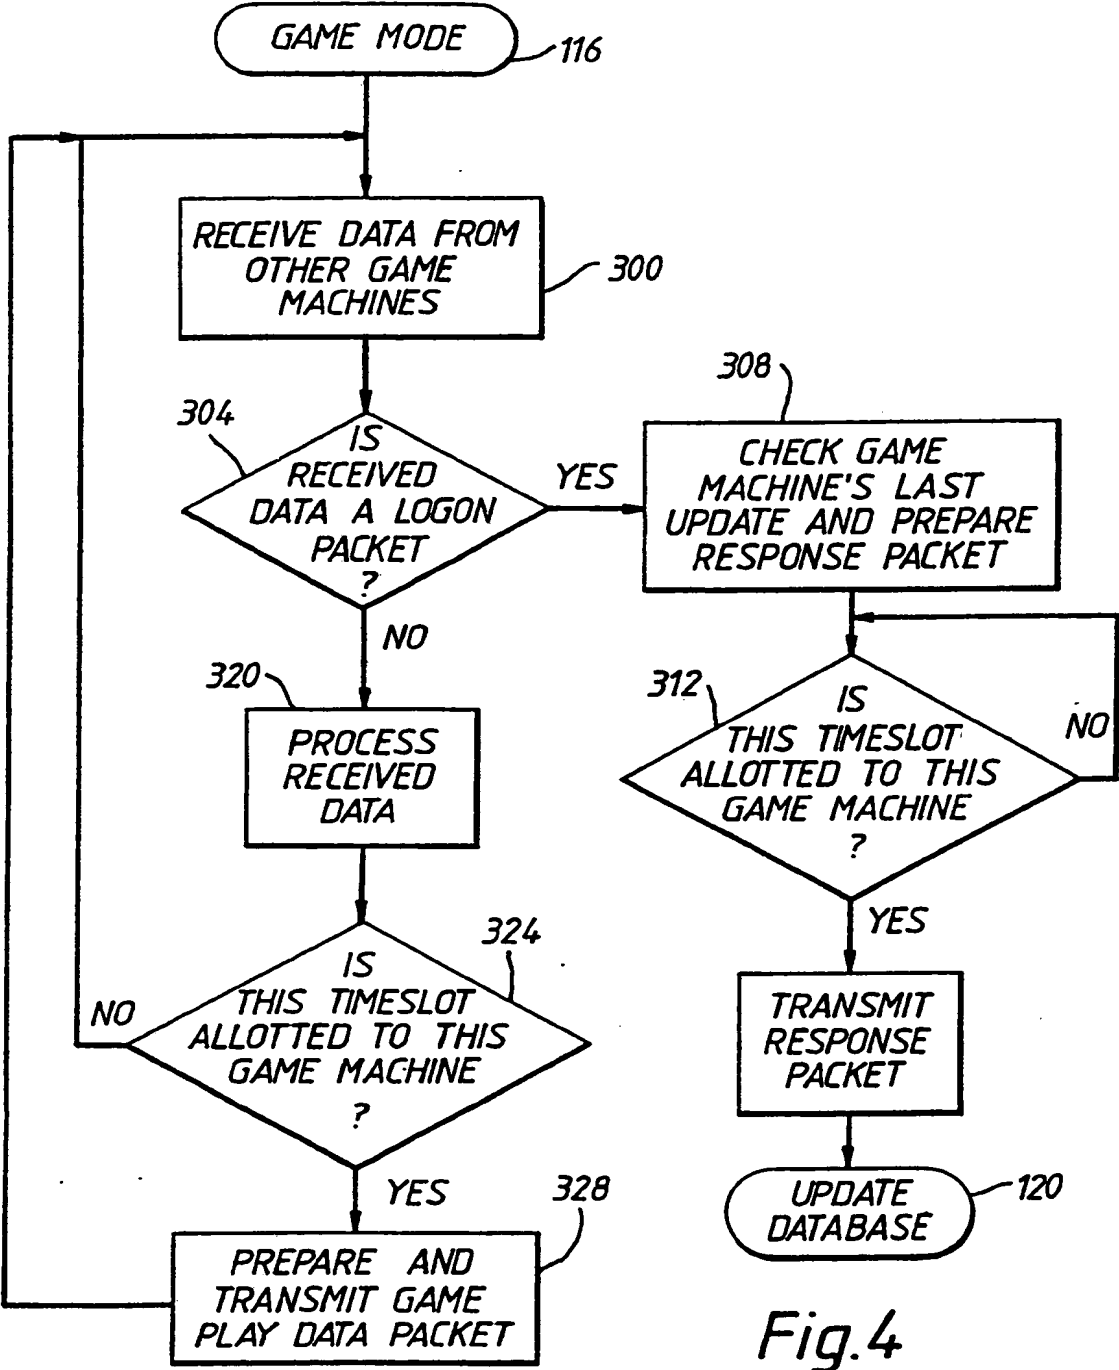 GAME MODE
116
RECEIVE DATA FROM
OTHER GAME
MACHINES
300
304
IS
RECEIVED
DATA A LOGON
PACKET
?
YES
NO
308
CHECK GAME
MACHINE'S LAST
UPDATE AND PREPARE
RESPONSE PACKET
312
IS
THIS TIMESLOT
ALLOTTED TO THIS
GAME MACHINE
?
NO
YES
TRANSMIT
RESPONSE
PACKET
UPDATE
DATABASE
120
320
PROCESS
RECEIVED
DATA
324
IS
THIS TIMESLOT
ALLOTTED TO THIS
GAME MACHINE
?
NO
YES
328
PREPARE AND
TRANSMIT GAME
PLAY DATA PACKET
Fig.4